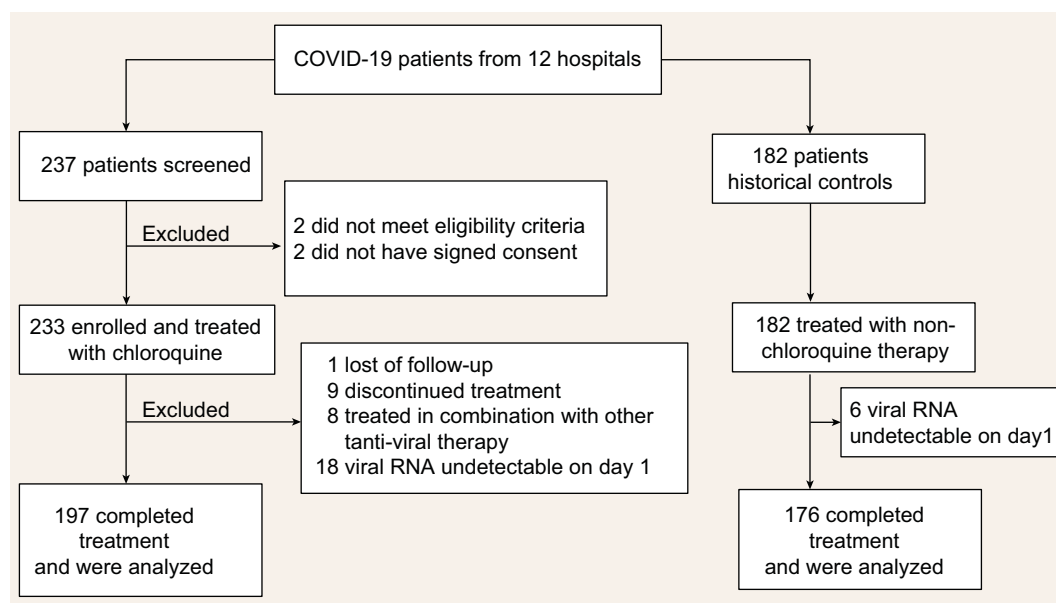 COVID-19 patients from 12 hospitals
237 patients screened
182 patients
historical controls
Excluded
2 did not meet eligibility criteria
2 did not have signed consent
233 enrolled and treated
with chloroquine
182 treated with non-
chloroquine therapy
Excluded
1 lost of follow-up
9 discontinued treatment
8 treated in combination with other
tanti-viral therapy
18 viral RNA undetectable on day 1
6 viral RNA
undetectable on day1
197 completed
treatment
and were analyzed
176 completed
treatment
and were analyzed